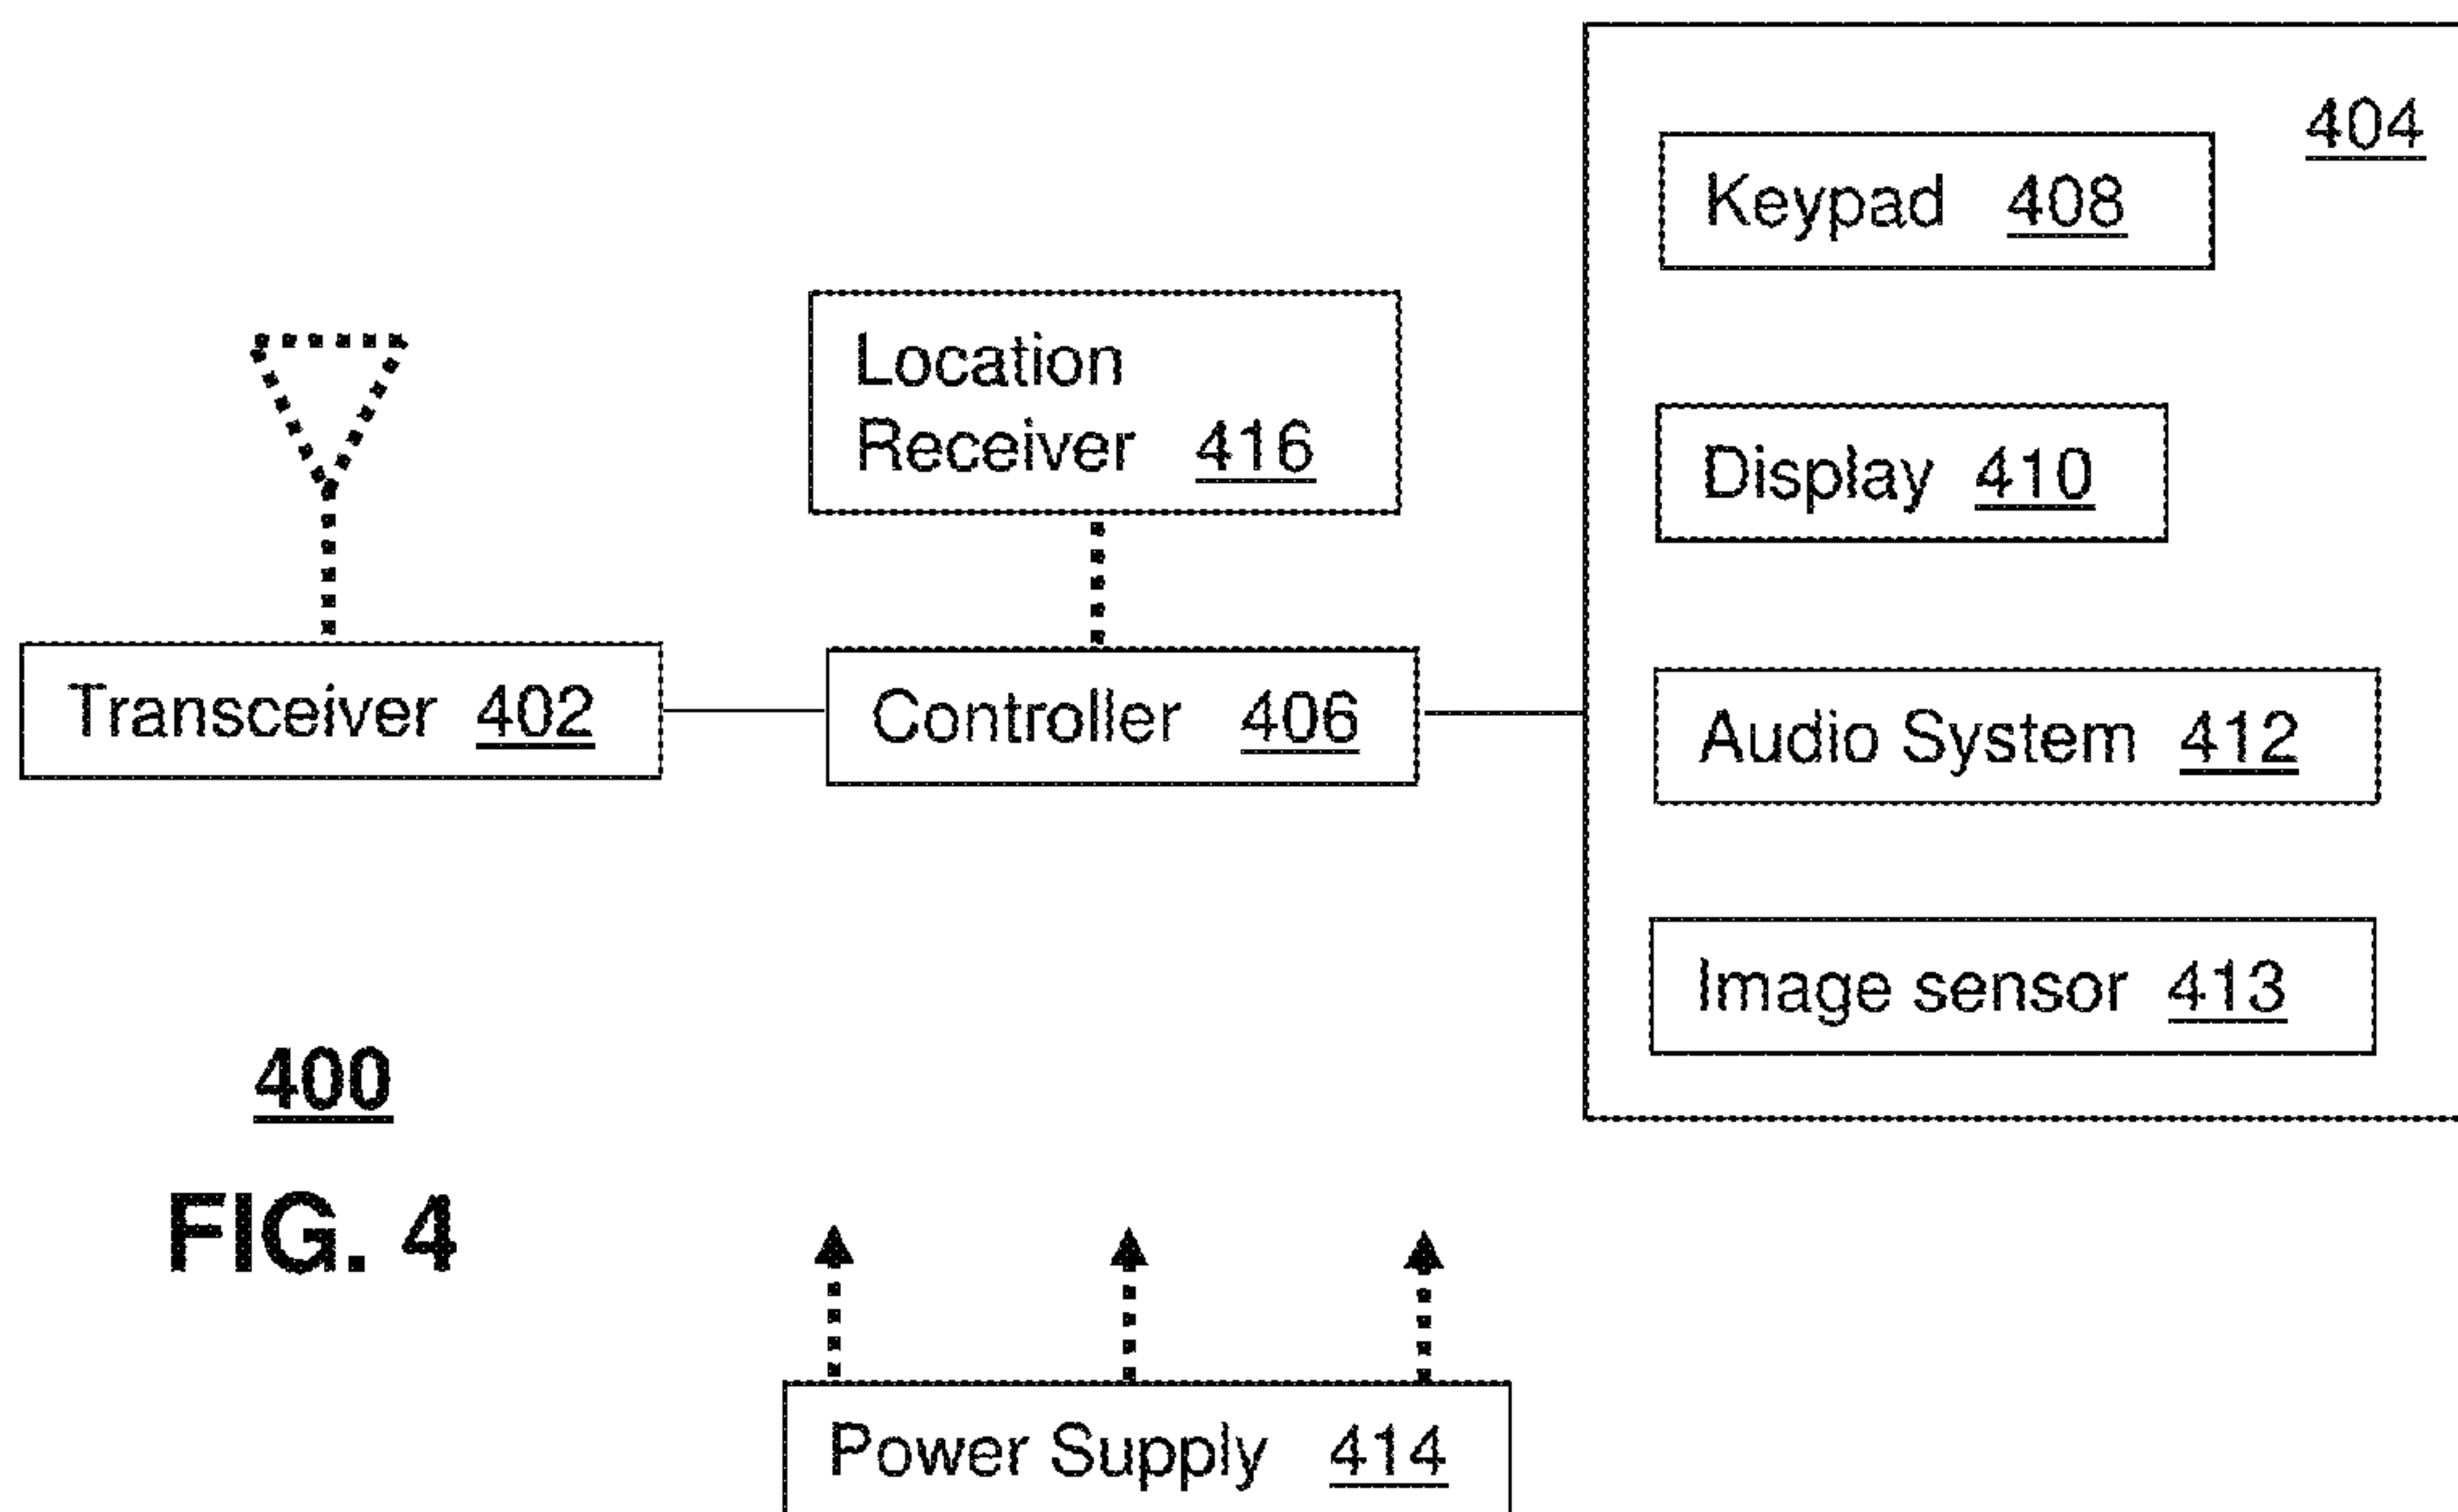 404
Keypad 408
Location
Receiver 416
Display 410
Transceiver 402
Controller 406
Audio System 412
Image sensor 413
400
FIG. 4
Power Supply 414